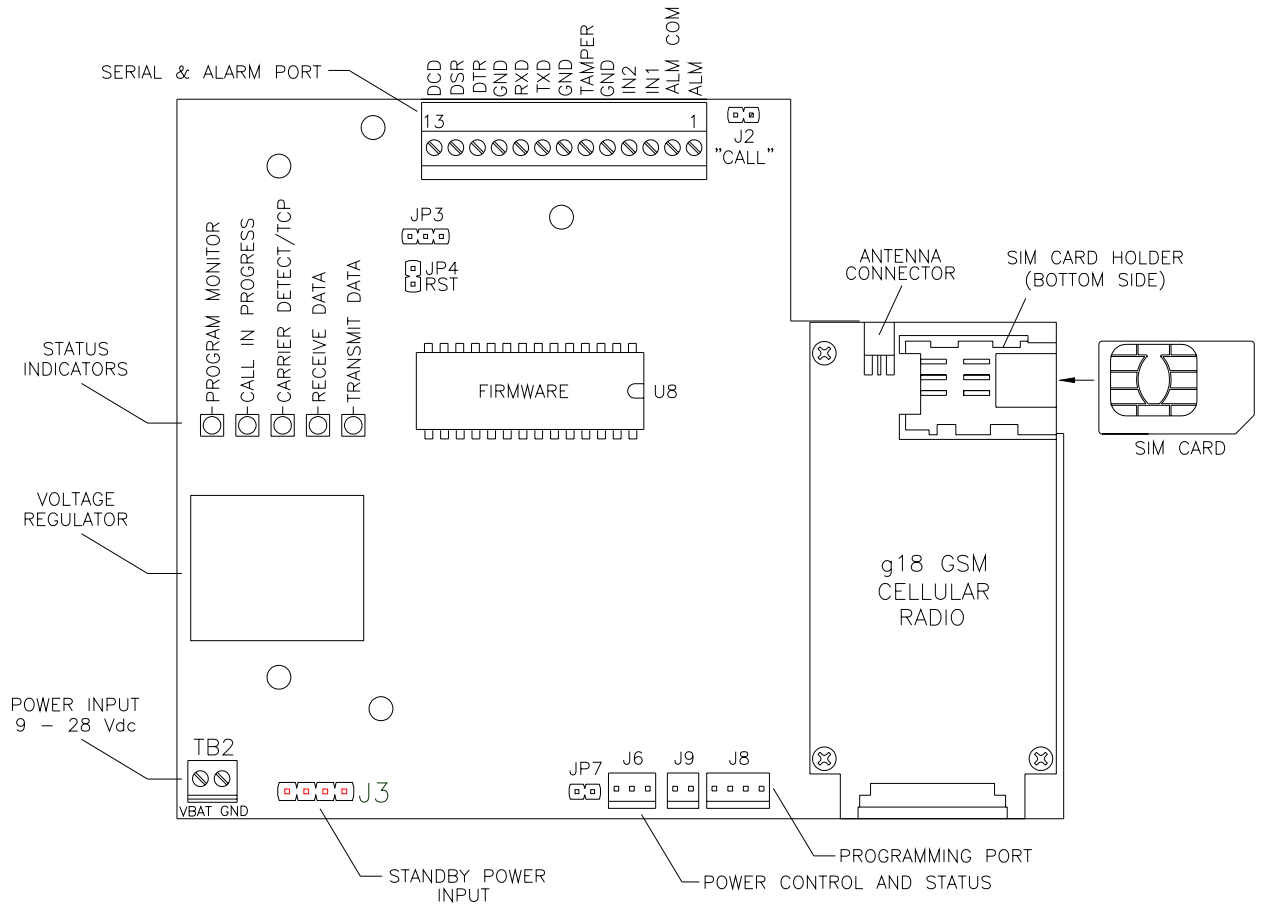 SERIAL & ALARM PORT
DCD
DSR
DTR
GND
RXD
TXD
GND
TAMPER
GND
IN2
IN1
ALM COM
ALM
13
1
J2
"CALL"
JP3
JP4
RST
PROGRAM MONITOR
CALL IN PROGRESS
CARRIER DETECT/TCP
RECEIVE DATA
TRANSMIT DATA
ANTENNA
CONNECTOR
SIM CARD HOLDER
(BOTTOM SIDE)
STATUS
INDICATORS
FIRMWARE
U8
SIM CARD
VOLTAGE
REGULATOR
g18 GSM
CELLULAR
RADIO
POWER INPUT
9 - 28 Vdc
TB2
VBAT GND
J3
JP7
J6
J9
J8
STANDBY POWER
INPUT
PROGRAMMING PORT
POWER CONTROL AND STATUS